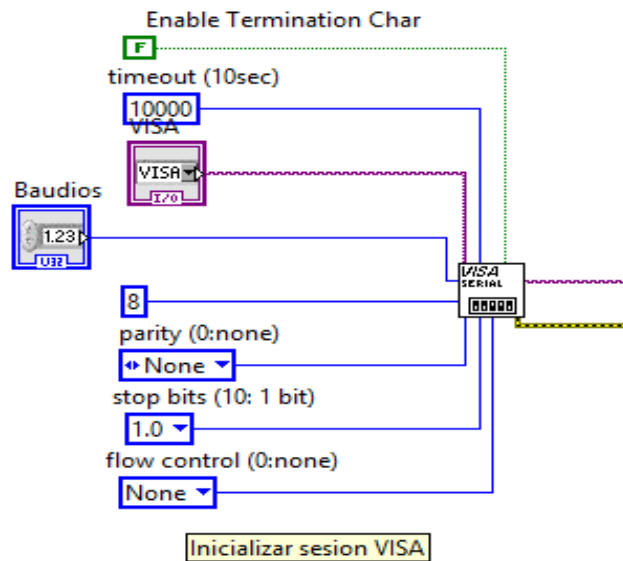 Enable Termination Char
F
timeout (10sec)
10000
VISA
VISA
I/O
Baudios
1.23
U32
VISA
SERIAL
8
parity (0:none)
None
stop bits (10: 1 bit)
1.0
flow control (0:none)
None
Inicializar sesion VISA